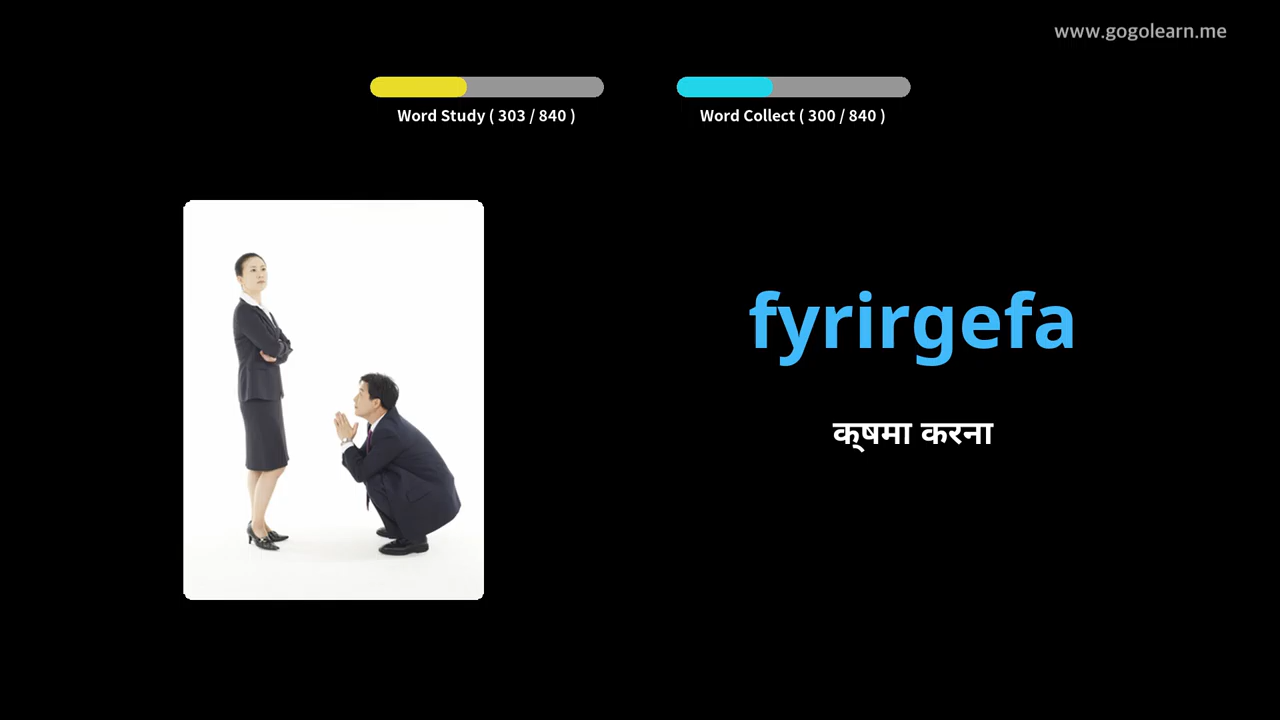 www.gogolearn.me
Word Study ( 303 / 840 )
Word Collect ( 300 / 840 )
fyrirgefa
क्षमा करना